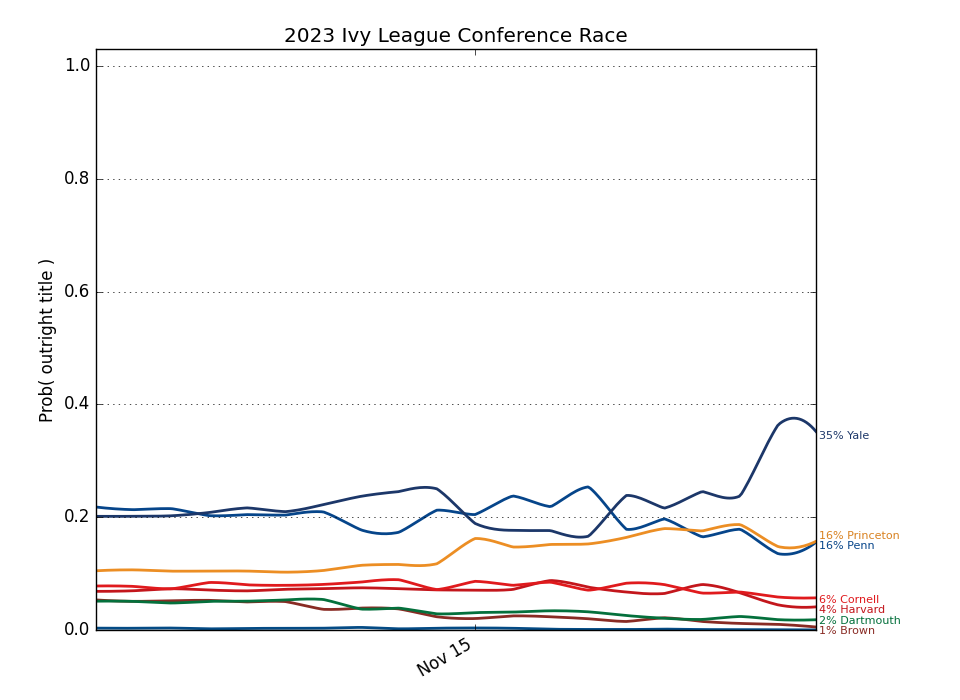 2023 Ivy League Conference Race
1.0
0.8
0.6
0.4
0.2
0.0
Prob( outright title )
Nov 15
35% Yale
16% Princeton
16% Penn
6% Cornell
4% Harvard
2% Dartmouth
1% Brown